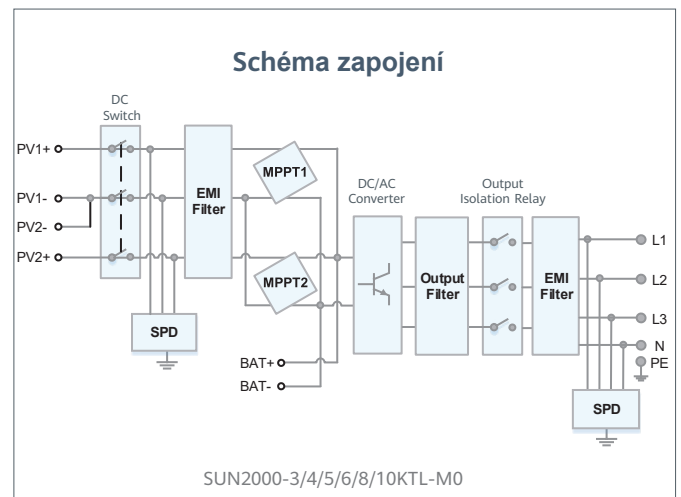 Schéma zapojení
DC
Switch
PV1+
PV1-
PV2-
PV2+
EMI
Filter
SPD
MPPT1
MPPT2
BAT+
BAT-
DC/AC
Converter
Output
Filter
Output
Isolation Relay
EMI
Filter
L1
L2
L3
N
PE
SPD
SUN2000-3/4/5/6/8/10KTL-M0